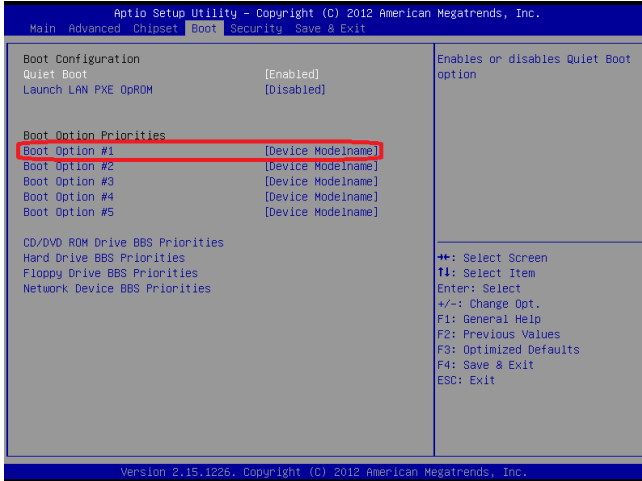 Aptio Setup Utility – Copyright (C) 2012 American Megatrends, Inc.
Main Advanced Chipset Boot Security Save & Exit
Boot Configuration
Quiet Boot [Enabled]
Launch LAN PXE OpROM [Disabled]
Boot Option Priorities
Boot Option #1 [Device Modelname]
Boot Option #2 [Device Modelname]
Boot Option #3 [Device Modelname]
Boot Option #4 [Device Modelname]
Boot Option #5 [Device Modelname]
CD/DVD ROM Drive BBS Priorities
Hard Drive BBS Priorities
Floppy Drive BBS Priorities
Network Device BBS Priorities
Enables or disables Quiet Boot
option
→←: Select Screen
↑↓: Select Item
Enter: Select
+/-: Change Opt.
F1: General Help
F2: Previous Values
F3: Optimized Defaults
F4: Save & Exit
ESC: Exit
Version 2.15.1226. Copyright (C) 2012 American Megatrends, Inc.